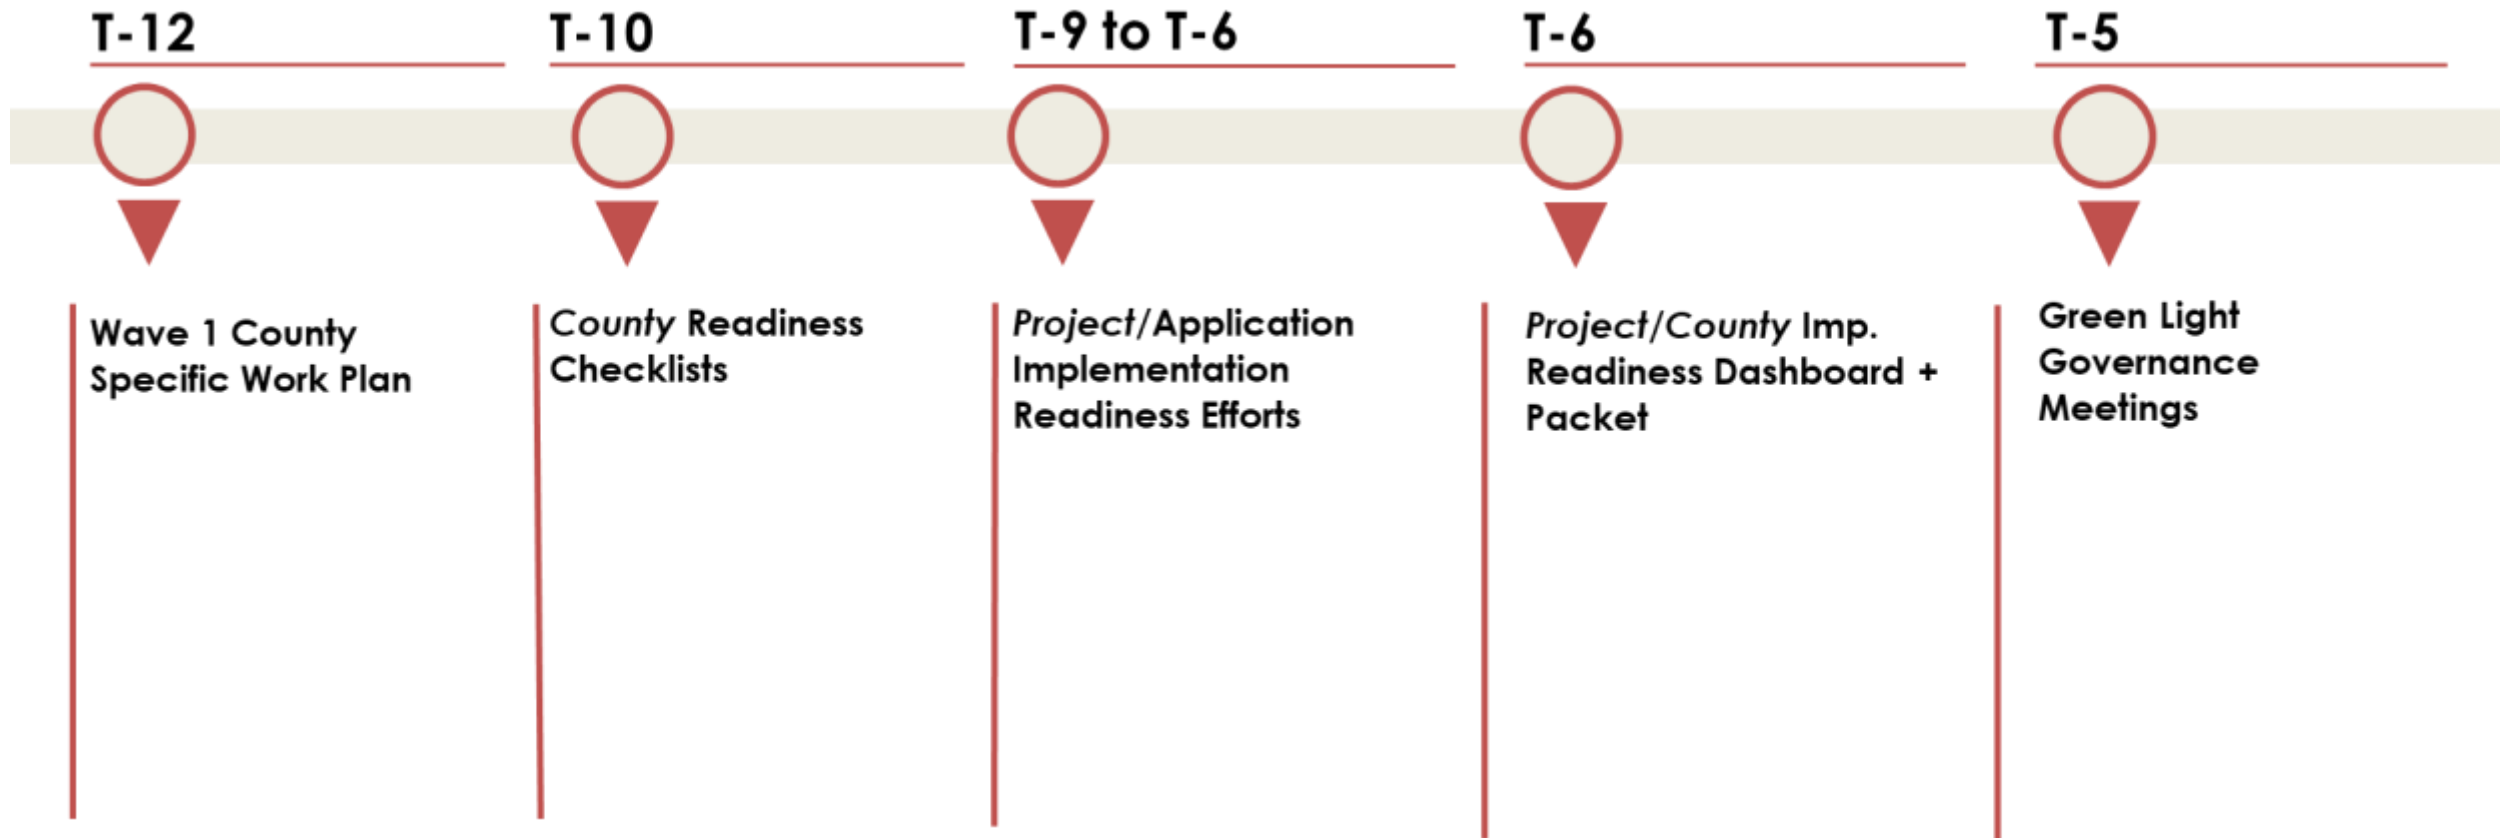 T-12
T-10
T-9 to T-6
T-6
T-5
Wave 1 County
Specific Work Plan
County Readiness
Checklists
Project/Application
Implementation
Readiness Efforts
Project/County Imp.
Readiness Dashboard +
Packet
Green Light
Governance
Meetings